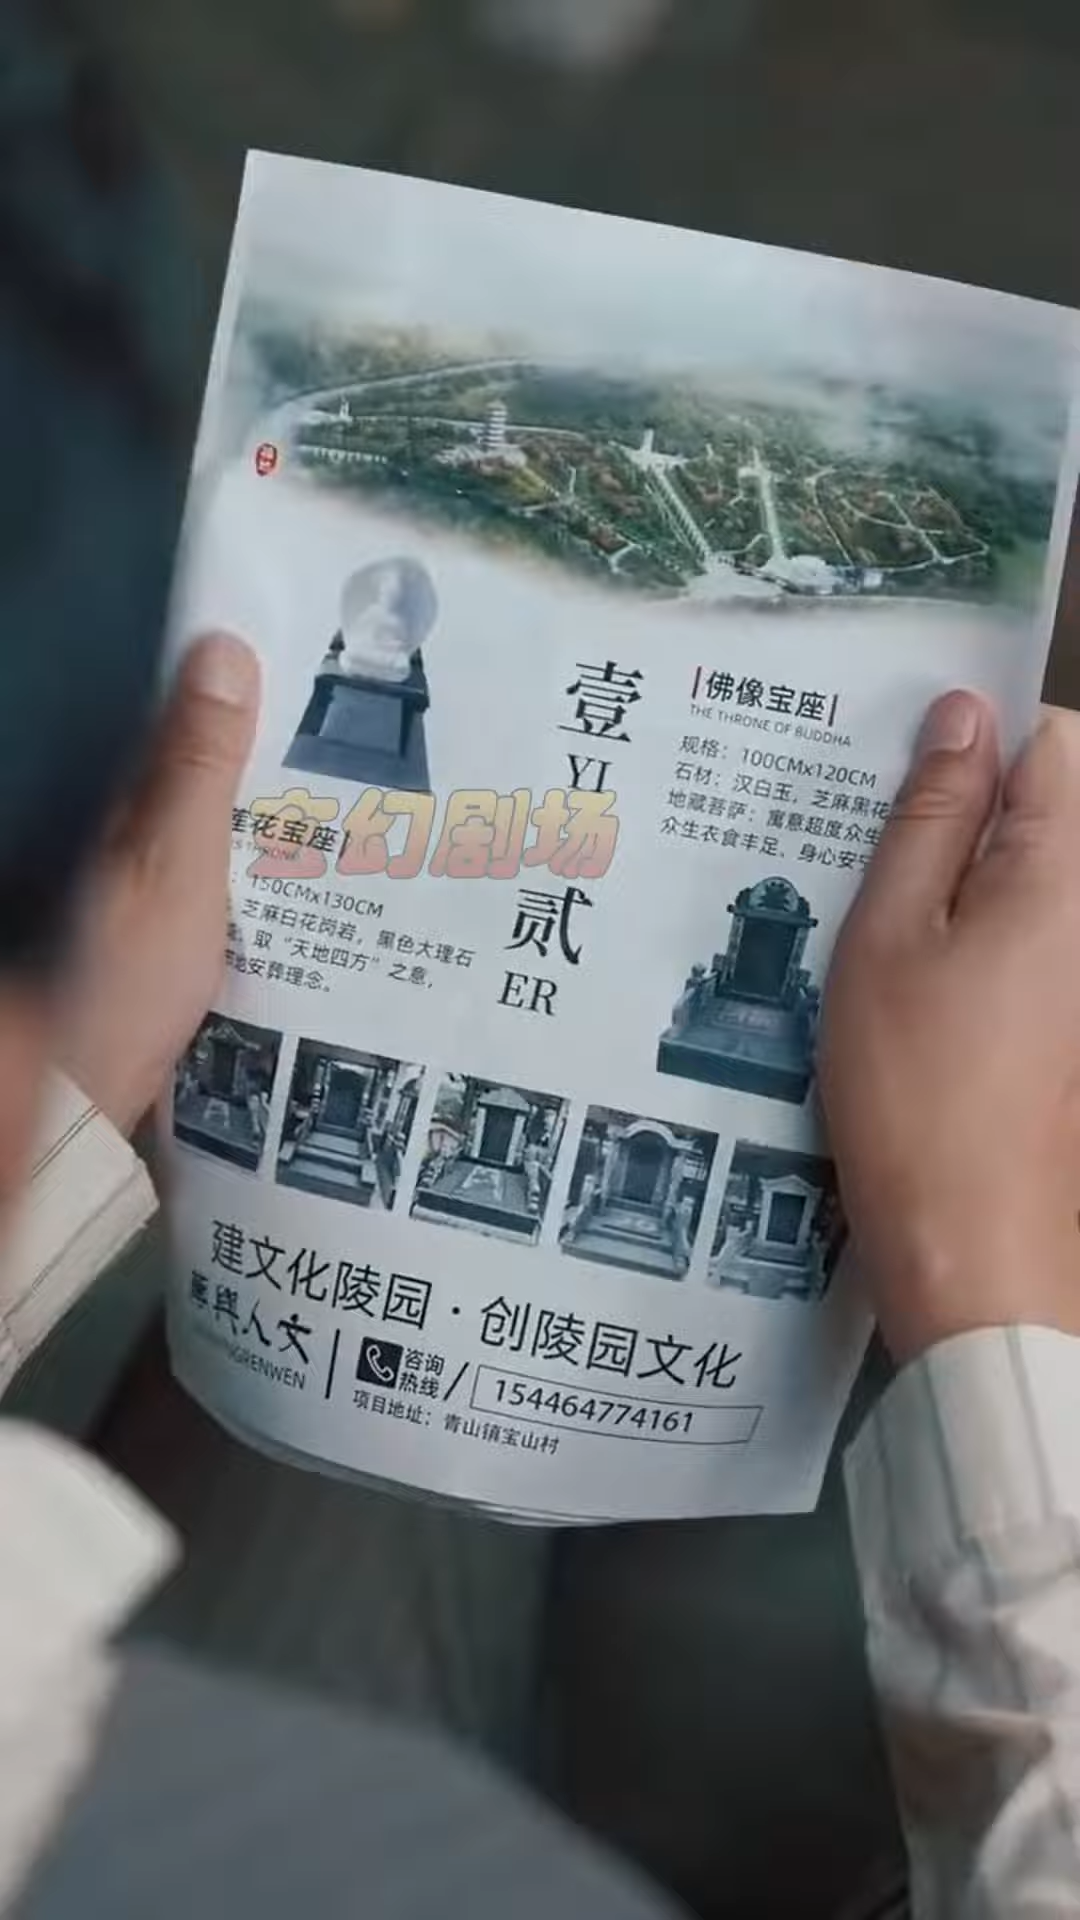 壹
YI
佛像宝座
THE THRONE OF BUDDHA
规格：100CMx120CM
石材：汉白玉，芝麻黑花
地藏菩萨：寓意超度众生
众生衣食丰足、身心安
玄幻剧场
莲花宝座
THRONE
：150CMx130CM
芝麻白花岗岩，黑色大理石
取“天地四方”之意，
安葬理念。
贰
ER
建文化陵园·创陵园文化
人文
RENWEN
咨询
热线
154464774161
项目地址：青山镇宝山村